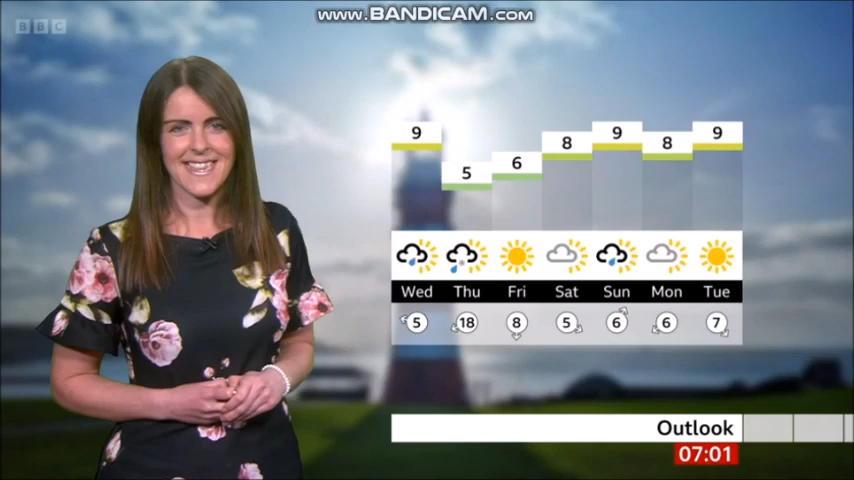 BBC
www.BANDICAM.com
9 5 6 8 9 8 9
Wed Thu Fri Sat Sun Mon Tue
5 18 8 5 6 6 7
Outlook
07:01